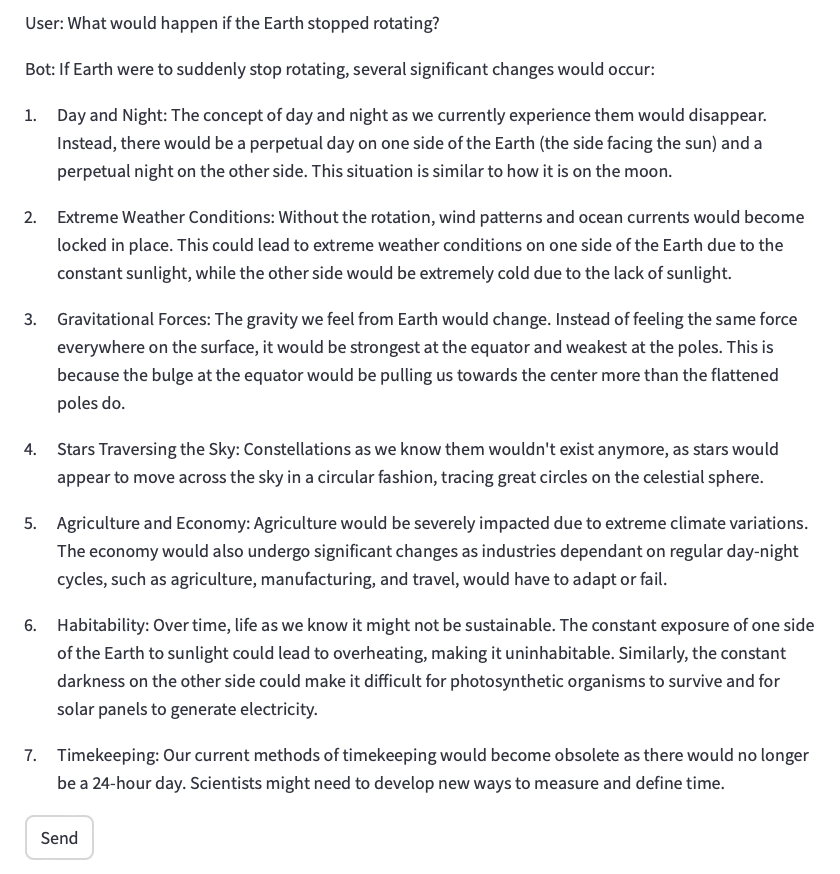 User: What would happen if the Earth stopped rotating?
Bot: If Earth were to suddenly stop rotating, several significant changes would occur:
1. Day and Night: The concept of day and night as we currently experience them would disappear.
Instead, there would be a perpetual day on one side of the Earth (the side facing the sun) and a
perpetual night on the other side. This situation is similar to how it is on the moon.
2. Extreme Weather Conditions: Without the rotation, wind patterns and ocean currents would become
locked in place. This could lead to extreme weather conditions on one side of the Earth due to the
constant sunlight, while the other side would be extremely cold due to the lack of sunlight.
3. Gravitational Forces: The gravity we feel from Earth would change. Instead of feeling the same force
everywhere on the surface, it would be strongest at the equator and weakest at the poles. This is
because the bulge at the equator would be pulling us towards the center more than the flattened
poles do.
4. Stars Traversing the Sky: Constellations as we know them wouldn't exist anymore, as stars would
appear to move across the sky in a circular fashion, tracing great circles on the celestial sphere.
5. Agriculture and Economy: Agriculture would be severely impacted due to extreme climate variations.
The economy would also undergo significant changes as industries dependant on regular day-night
cycles, such as agriculture, manufacturing, and travel, would have to adapt or fail.
6. Habitability: Over time, life as we know it might not be sustainable. The constant exposure of one side
of the Earth to sunlight could lead to overheating, making it uninhabitable. Similarly, the constant
darkness on the other side could make it difficult for photosynthetic organisms to survive and for
solar panels to generate electricity.
7. Timekeeping: Our current methods of timekeeping would become obsolete as there would no longer
be a 24-hour day. Scientists might need to develop new ways to measure and define time.
Send